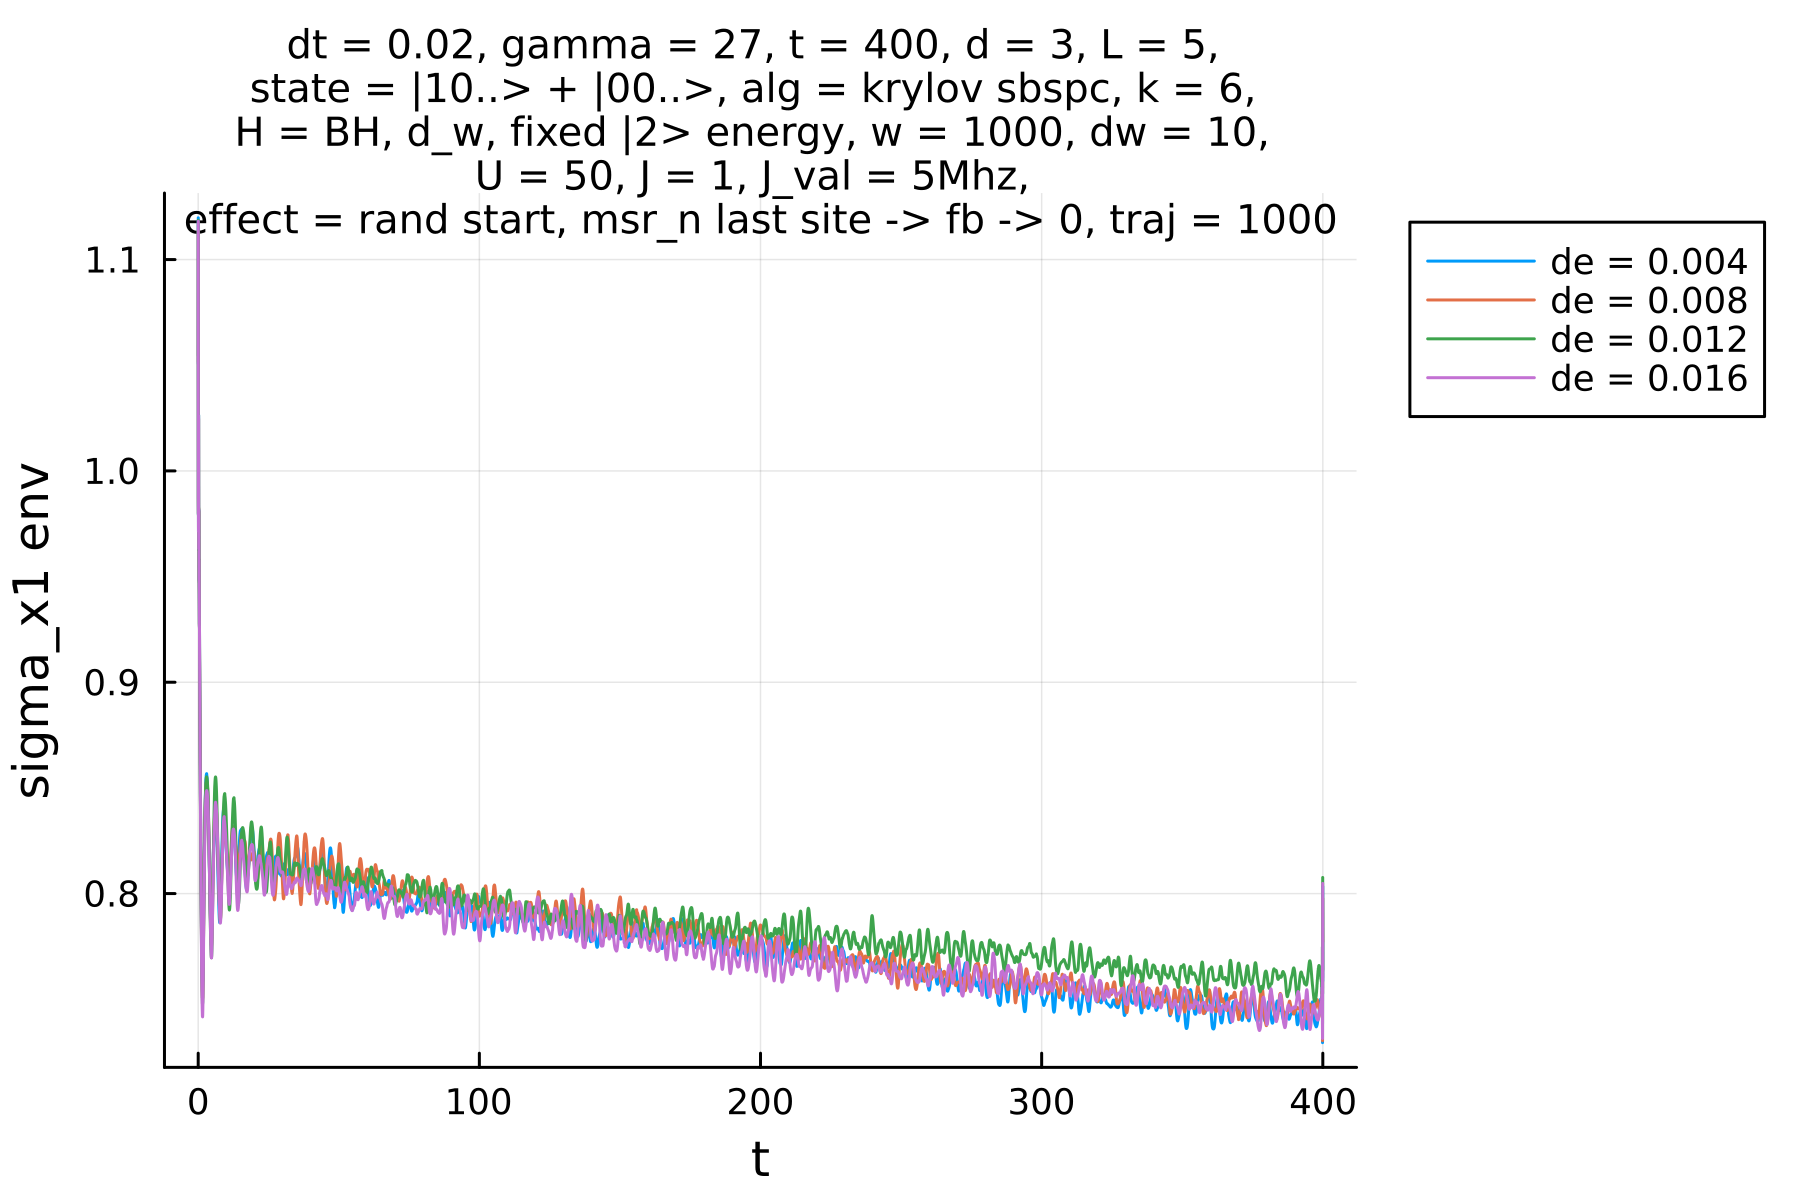 dt = 0.02, gamma = 27, t = 400, d = 3, L = 5,
state = |10..> + |00..>, alg = krylov sbspc, k = 6,
H = BH, d_w, fixed |2> energy, w = 1000, dw = 10,
U = 50, J = 1, J_val = 5Mhz,
effect = rand start, msr_n last site -> fb -> 0, traj = 1000
1.1
1.0
0.9
0.8
sigma_x1 env
0 100 200 300 400
t
de = 0.004
de = 0.008
de = 0.012
de = 0.016